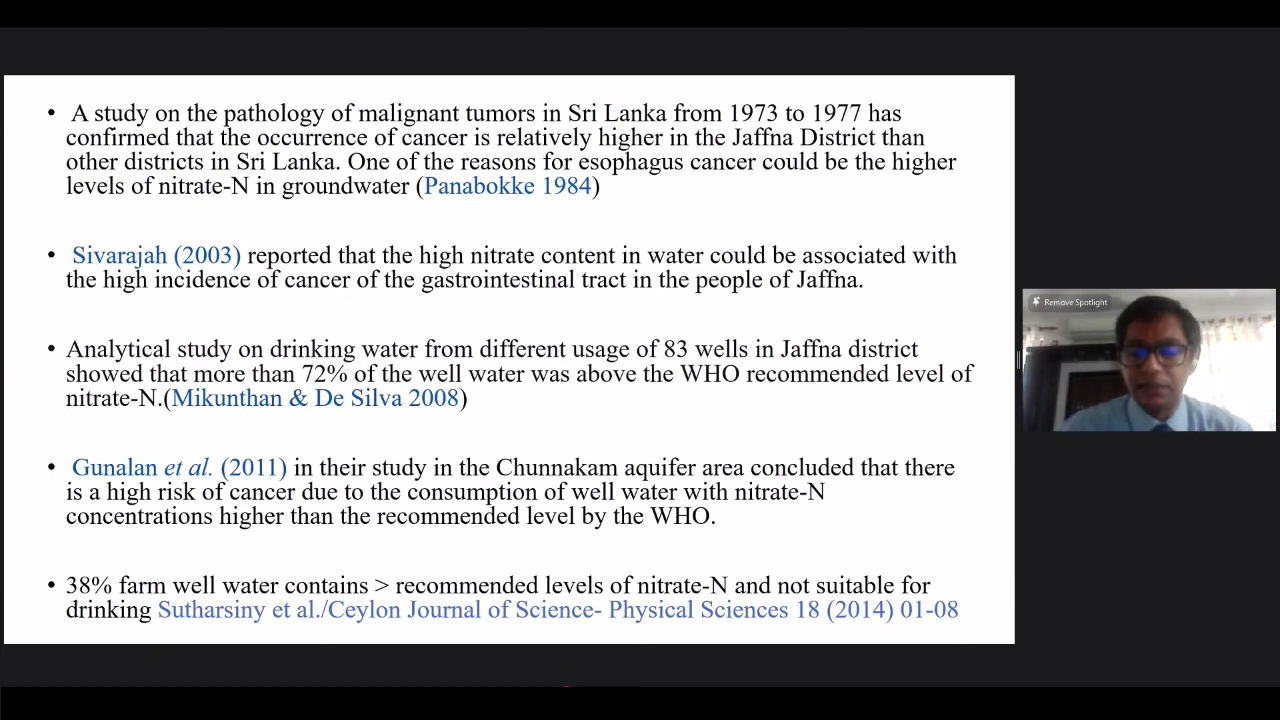 • A study on the pathology of malignant tumors in Sri Lanka from 1973 to 1977 has
confirmed that the occurrence of cancer is relatively higher in the Jaffna District than
other districts in Sri Lanka. One of the reasons for esophagus cancer could be the higher
levels of nitrate-N in groundwater (Panabokke 1984)
• Sivarajah (2003) reported that the high nitrate content in water could be associated with
the high incidence of cancer of the gastrointestinal tract in the people of Jaffna.
• Analytical study on drinking water from different usage of 83 wells in Jaffna district
showed that more than 72% of the well water was above the WHO recommended level of
nitrate-N.(Mikunthan & De Silva 2008)
• Gunalan et al. (2011) in their study in the Chunnakam aquifer area concluded that there
is a high risk of cancer due to the consumption of well water with nitrate-N
concentrations higher than the recommended level by the WHO.
• 38% farm well water contains > recommended levels of nitrate-N and not suitable for
drinking Sutharsiny et al./Ceylon Journal of Science- Physical Sciences 18 (2014) 01-08
Remove Spotlight